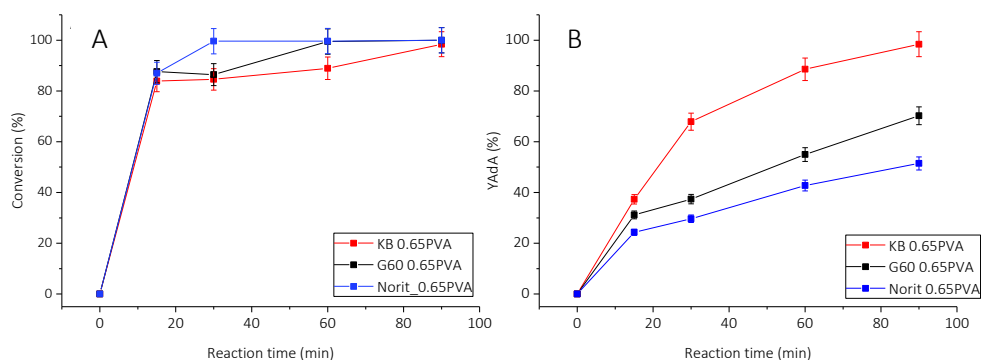 A
Conversion (%)
100
80
60
40
20
0
KB 0.65PVA
G60 0.65PVA
Norit_0.65PVA
0 20 40 60 80 100
Reaction time (min)
B
YAdA (%)
100
80
60
40
20
0
KB 0.65PVA
G60 0.65PVA
Norit 0.65PVA
0 20 40 60 80 100
Reaction time (min)